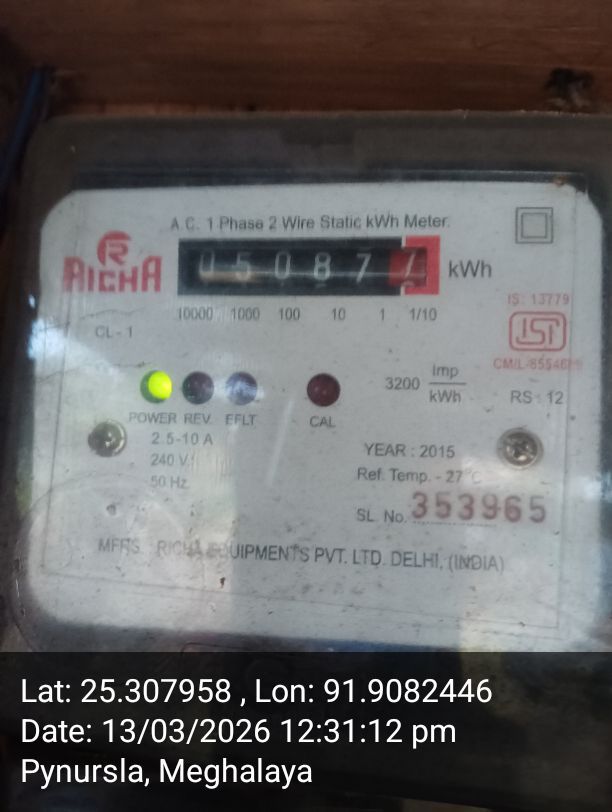 A.C. 1 Phase 2 Wire Static kWh Meter.
R
RICHA
05087 kWh
10000 1000 100 10 1 1/10
IS: 13779
ISI
CL - 1
3200 Imp/kWh
RS : 12
POWER REV. EFLT CAL
2.5-10 A
240 V
50 Hz
YEAR : 2015
Ref. Temp. - 27°C
SL. No. 353965
MFRS. RICHA EQUIPMENTS PVT. LTD. DELHI, (INDIA)
Lat: 25.307958 , Lon: 91.9082446
Date: 13/03/2026 12:31:12 pm
Pynursla, Meghalaya